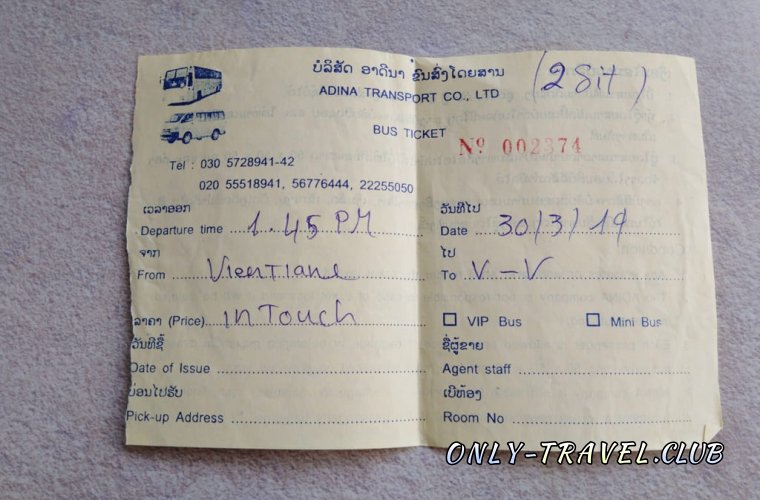 ບໍລິສັດ ອາດີນາ ຂົນສົ່ງໂດຍສານ
(2 Sit)
ADINA TRANSPORT CO., LTD
BUS TICKET
Nº 002374
Tel : 030 5728941-42
020 55518941, 56776444, 22255050
ເວລາອອກ
Departure time 1.45 PM
ວັນທີໄປ
Date 30/3/19
ຈາກ
From Vientiane
ໄປ
To V-V
ລາຄາ (Price) inTouch
VIP Bus
Mini Bus
ວັນທີຊື້
Date of Issue
ຊື່ຜູ້ຂາຍ
Agent staff
ບ່ອນໄປຮັບ
Pick-up Address
ເບີຫ້ອງ
Room No
ONLY-TRAVEL.CLUB